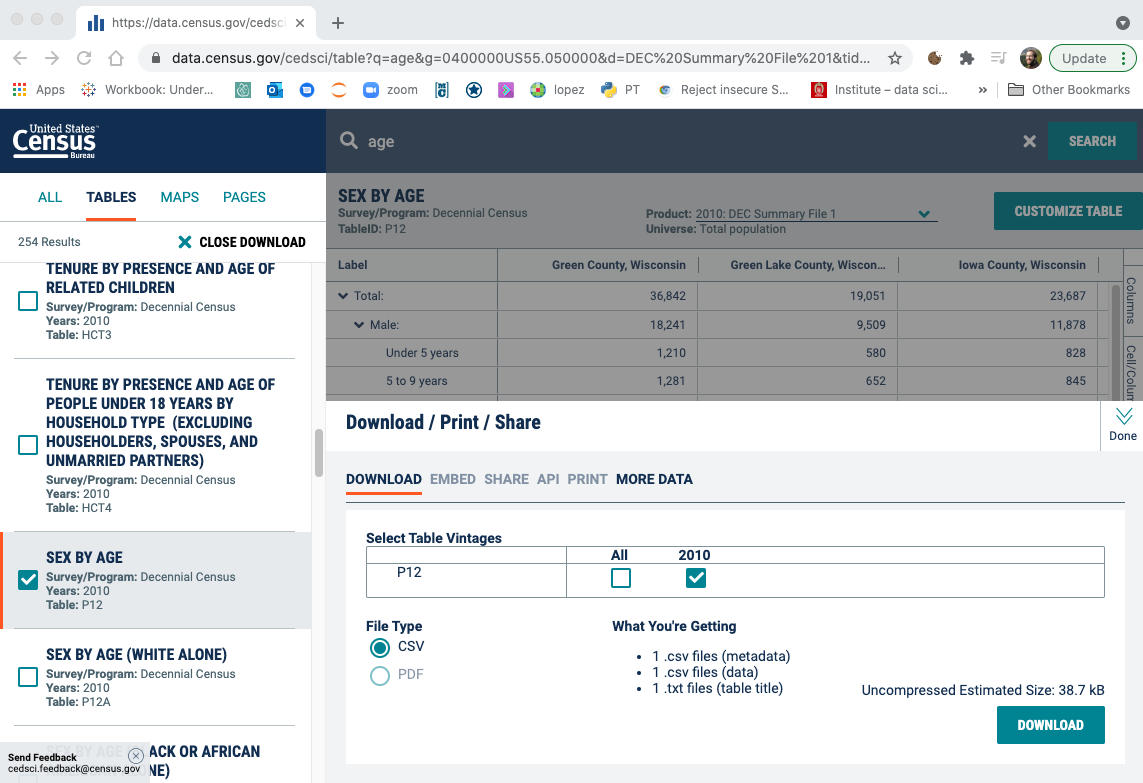 https://data.census.gov/cedsci
data.census.gov/cedsci/table?q=age&g=0400000US55.050000&d=DEC%20Summary%20File%201&tid...
Update
Apps
Workbook: Under...
zoom
lopez
PT
Reject insecure S...
Institute – data sci...
»
Other Bookmarks
United States™
Census
Bureau
age
SEARCH
ALL
TABLES
MAPS
PAGES
254 Results
CLOSE DOWNLOAD
TENURE BY PRESENCE AND AGE OF
RELATED CHILDREN
Survey/Program: Decennial Census
Years: 2010
Table: HCT3
TENURE BY PRESENCE AND AGE OF
PEOPLE UNDER 18 YEARS BY
HOUSEHOLD TYPE (EXCLUDING
HOUSEHOLDERS, SPOUSES, AND
UNMARRIED PARTNERS)
Survey/Program: Decennial Census
Years: 2010
Table: HCT4
SEX BY AGE
Survey/Program: Decennial Census
Years: 2010
Table: P12
SEX BY AGE (WHITE ALONE)
Survey/Program: Decennial Census
Years: 2010
Table: P12A
SEX BY AGE (BLACK OR AFRICAN
Send Feedback
cedsci.feedback@census.gov
SEX BY AGE
Survey/Program: Decennial Census
TableID: P12
Product: 2010: DEC Summary File 1
Universe: Total population
CUSTOMIZE TABLE
Label Green County, Wisconsin Green Lake County, Wiscon... Iowa County, Wisconsin
Total: 36,842 19,051 23,687
Male: 18,241 9,509 11,878
Under 5 years 1,210 580 828
5 to 9 years 1,281 652 845
Columns
Cell/Colum
Download / Print / Share
Done
DOWNLOAD EMBED SHARE API PRINT MORE DATA
Select Table Vintages
All 2010
P12
File Type
CSV
PDF
What You're Getting
• 1 .csv files (metadata)
• 1 .csv files (data)
• 1 .txt files (table title)
Uncompressed Estimated Size: 38.7 kB
DOWNLOAD